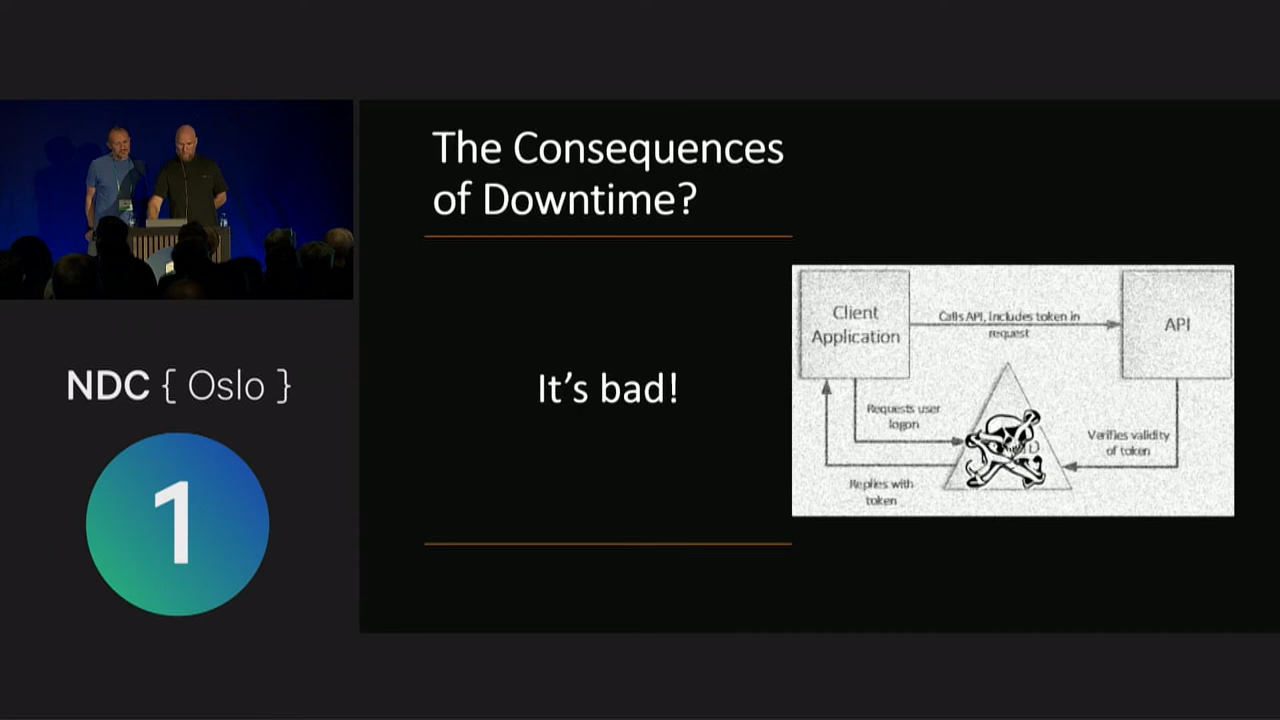 The Consequences
of Downtime?
It's bad!
Client
Application
Calls API, includes token in
request
API
Requests user
logon
Verifies validity
of token
Replies with
token
NDC { Oslo }
1